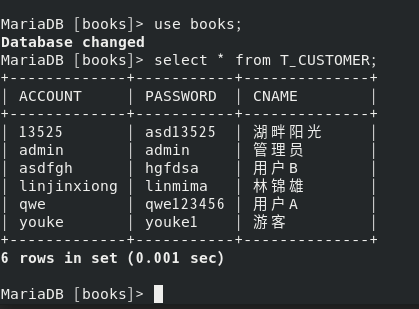 MariaDB [books]> use books;
Database changed
MariaDB [books]> select * from T_CUSTOMER;
+-------------+-----------+--------------+
| ACCOUNT     | PASSWORD  | CNAME        |
+-------------+-----------+--------------+
| 13525       | asd13525  | 湖畔阳光     |
| admin       | admin     | 管理员       |
| asdfgh      | hgfdsa    | 用户B        |
| linjinxiong | linmima   | 林锦雄       |
| qwe         | qwe123456 | 用户A        |
| youke       | youke1    | 游客         |
+-------------+-----------+--------------+
6 rows in set (0.001 sec)
MariaDB [books]>